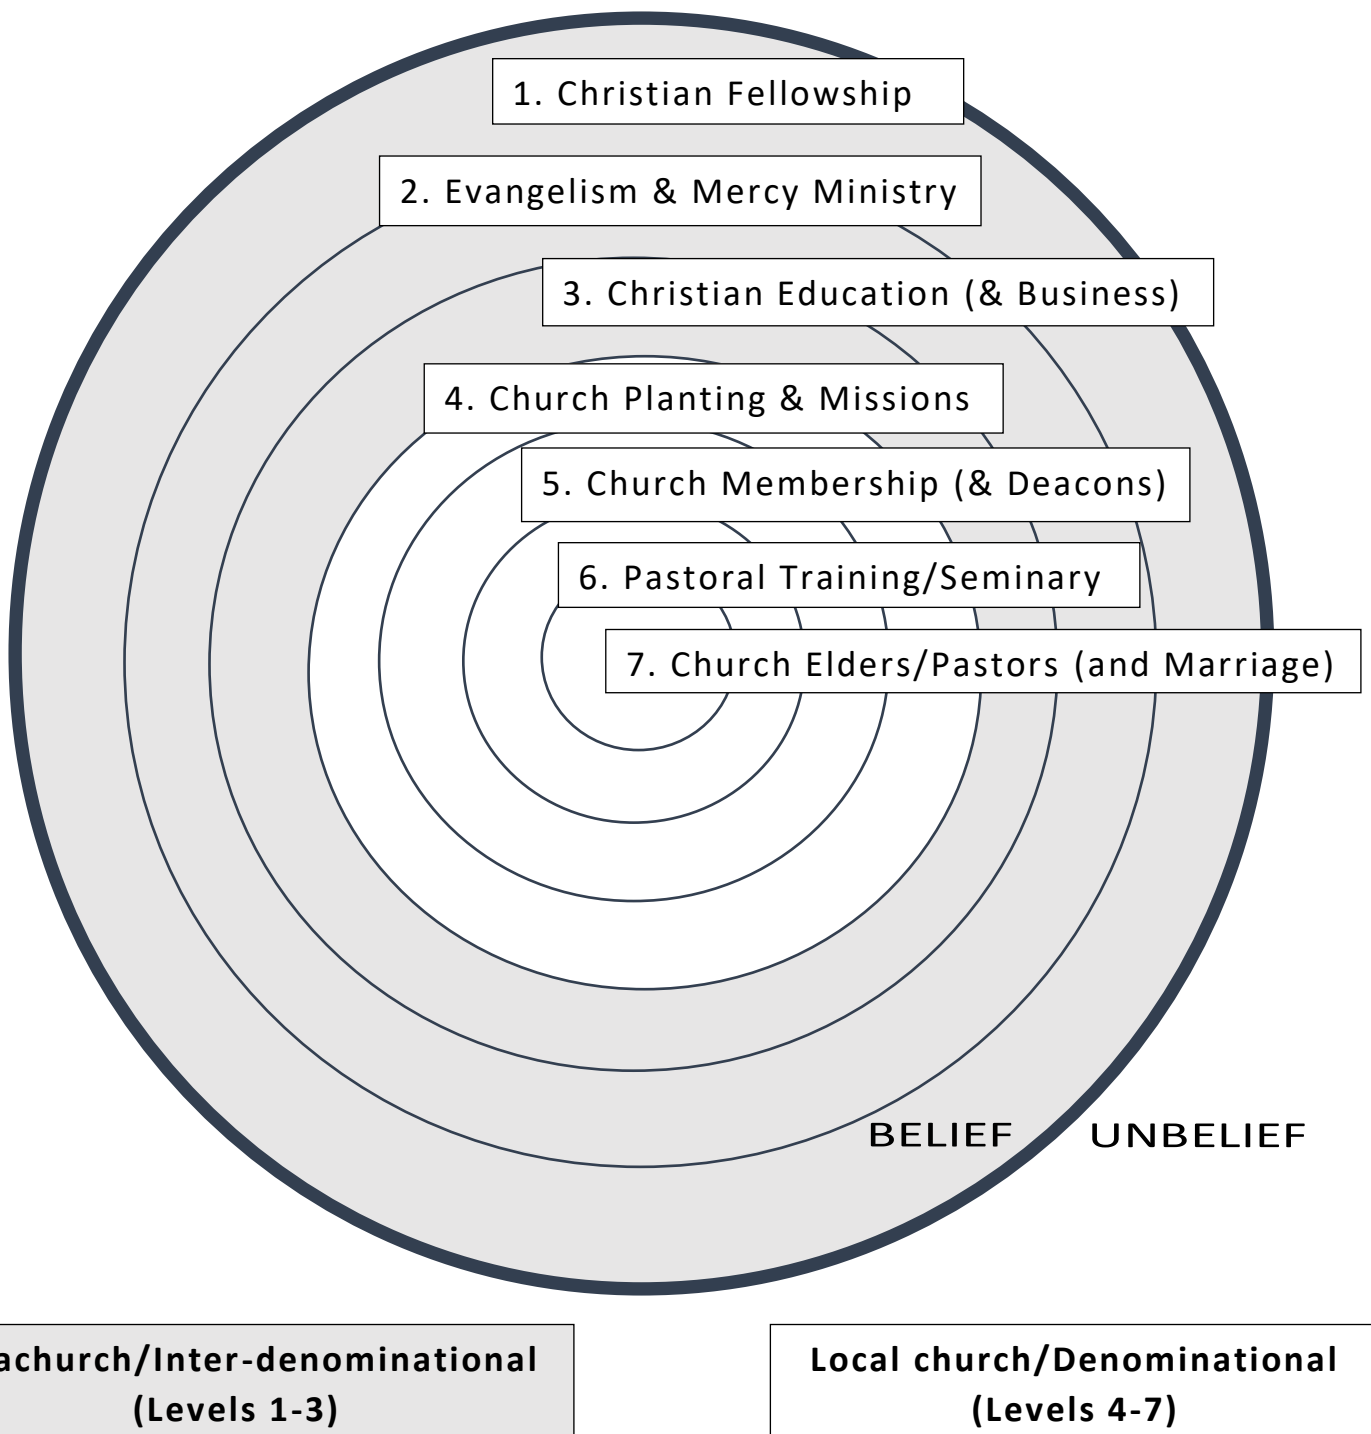 1. Christian Fellowship
2. Evangelism & Mercy Ministry
3. Christian Education (& Business)
4. Church Planting & Missions
5. Church Membership (& Deacons)
6. Pastoral Training/Seminary
7. Church Elders/Pastors (and Marriage)
BELIEF UNBELIEF
achurch/Inter-denominational
(Levels 1-3)
Local church/Denominational
(Levels 4-7)